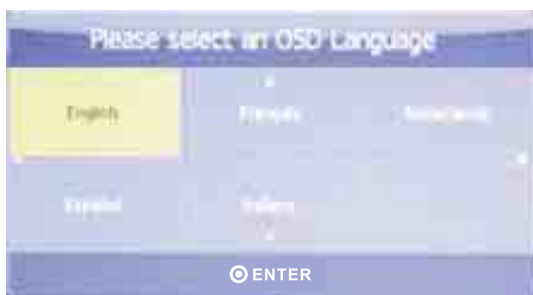 Please select an OSD Language
English Français Nederlands
Español Italiano
ENTER